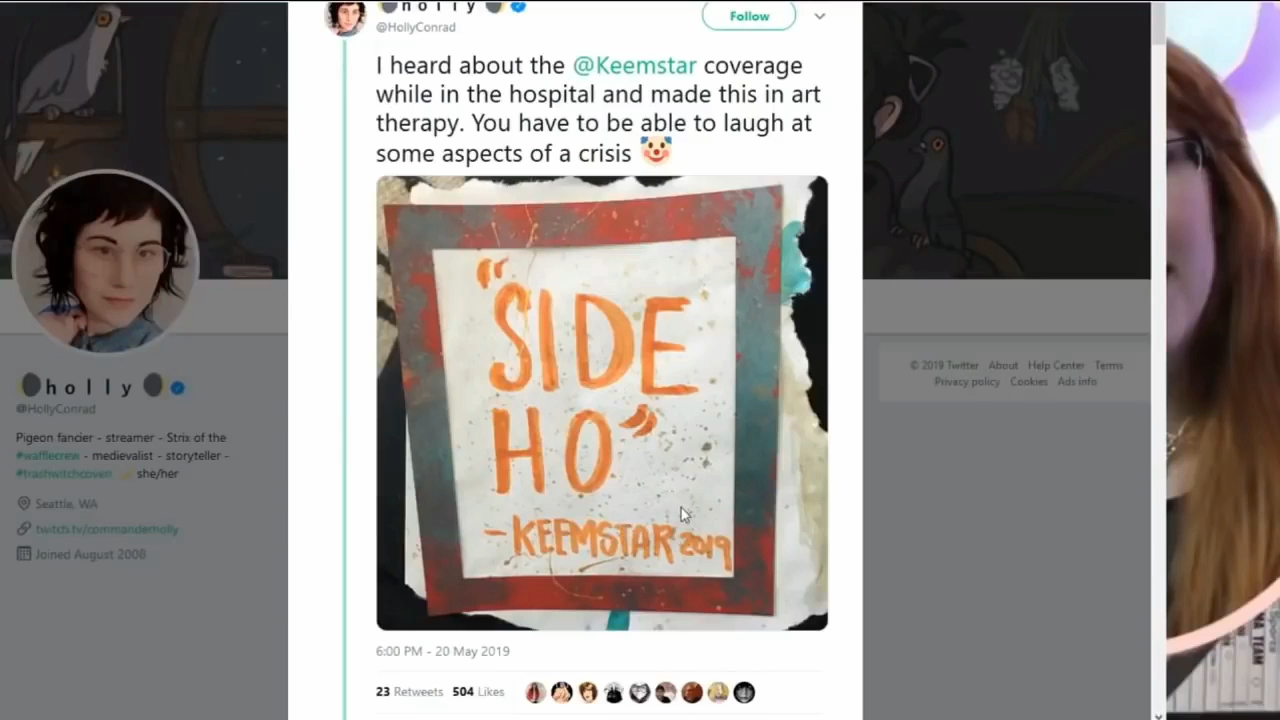 h o l l y
@HollyConrad
Follow
I heard about the @Keemstar coverage
while in the hospital and made this in art
therapy. You have to be able to laugh at
some aspects of a crisis 🤡
"SIDE
HO"
-KEEMSTAR 2019
6:00 PM - 20 May 2019
23 Retweets 504 Likes
h o l l y
@HollyConrad
Pigeon fancier - streamer - Strix of the
#wafflecrew - medievalist - storyteller -
#trashwitchcoven she/her
Seattle, WA
twitch.tv/commanderholly
Joined August 2008
© 2019 Twitter About Help Center Terms
Privacy policy Cookies Ads info